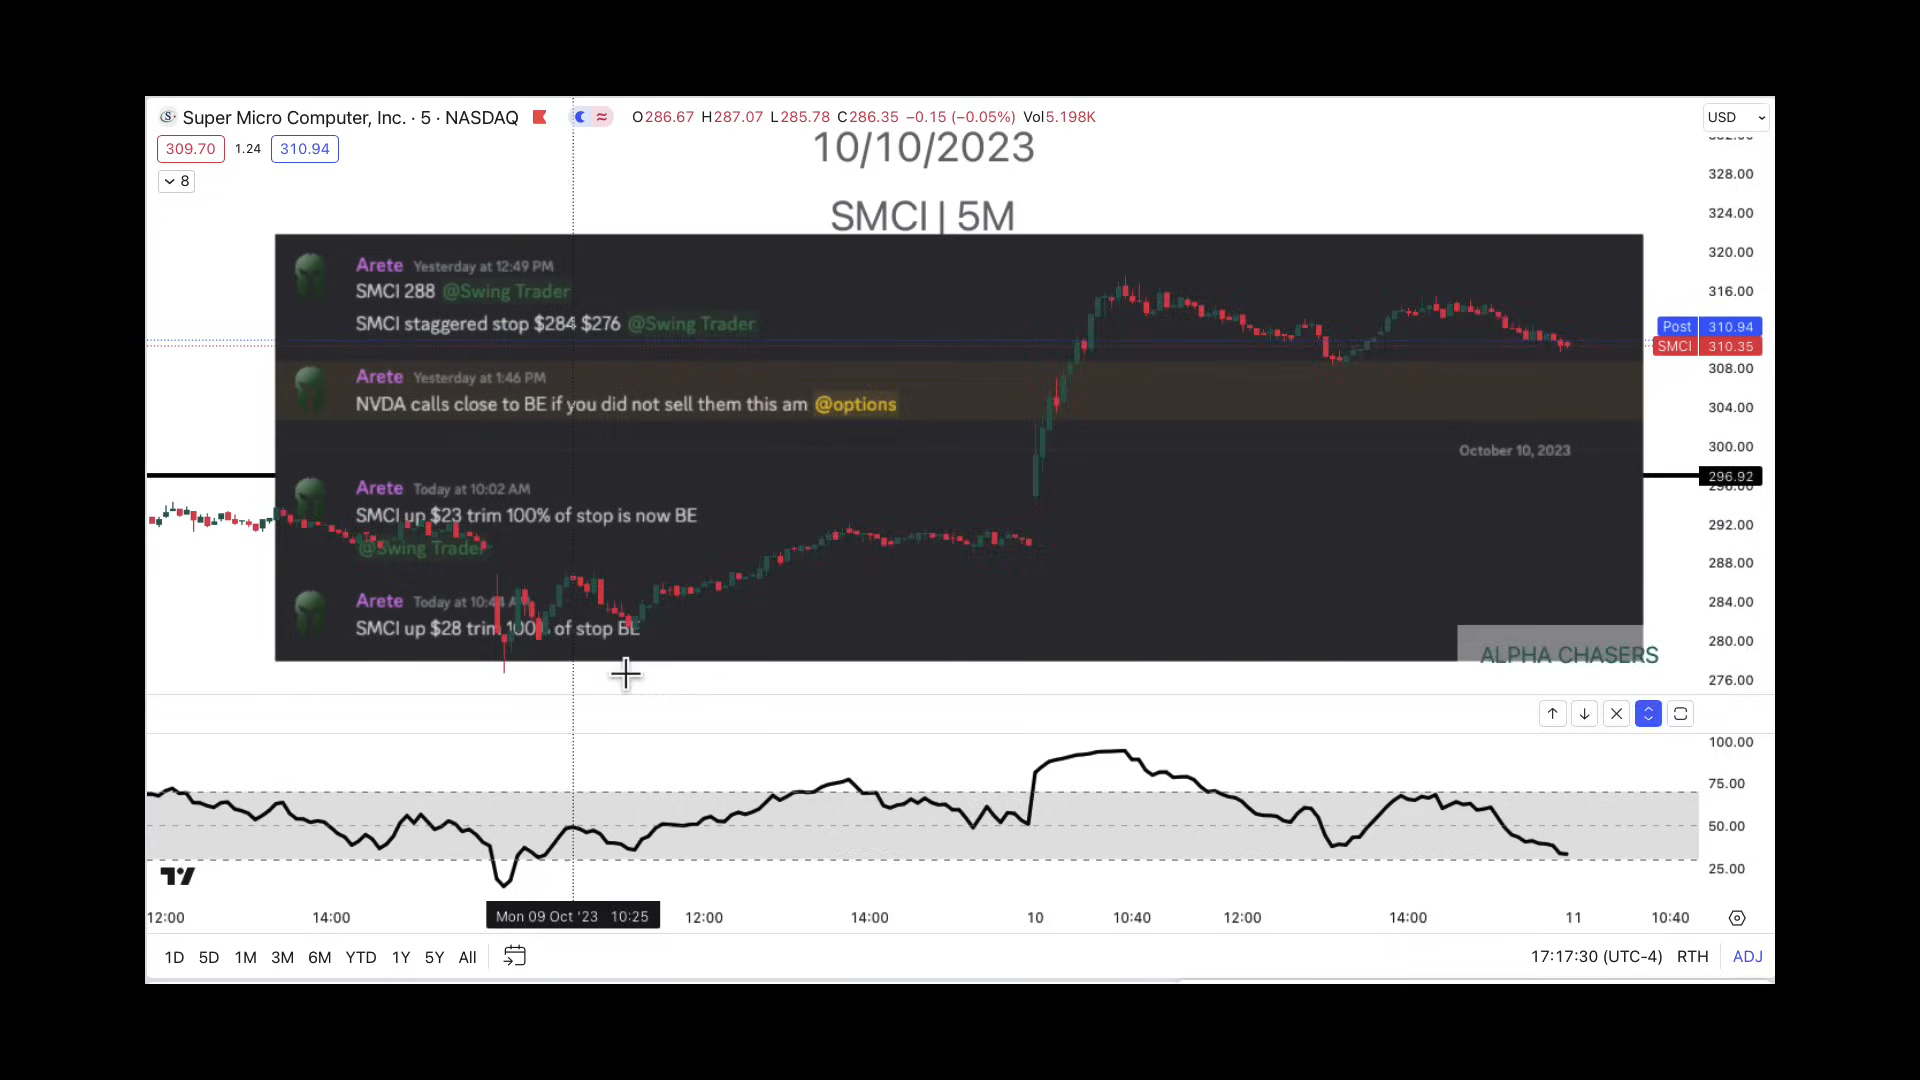 Super Micro Computer, Inc. · 5 · NASDAQ O286.67 H287.07 L285.78 C286.35 −0.15 (−0.05%) Vol5.198K USD
309.70 1.24 310.94
8
10/10/2023
SMCI | 5M
328.00
324.00
320.00
316.00
Post 310.94
SMCI 310.35
308.00
304.00
300.00
296.92
292.00
288.00
284.00
280.00
276.00
Arete Yesterday at 12:49 PM
SMCI 288 @Swing Trader
SMCI staggered stop $284 $276 @Swing Trader
Arete Yesterday at 1:46 PM
NVDA calls close to BE if you did not sell them this am @options
October 10, 2023
Arete Today at 10:02 AM
SMCI up $23 trim 100% of stop is now BE
@Swing Trader
Arete Today at 10:44 AM
SMCI up $28 trim 100% of stop BE
ALPHA CHASERS
100.00
75.00
50.00
25.00
12:00 14:00 Mon 09 Oct '23 10:25 12:00 14:00 10 10:40 12:00 14:00 11 10:40
1D 5D 1M 3M 6M YTD 1Y 5Y All 17:17:30 (UTC-4) RTH ADJ